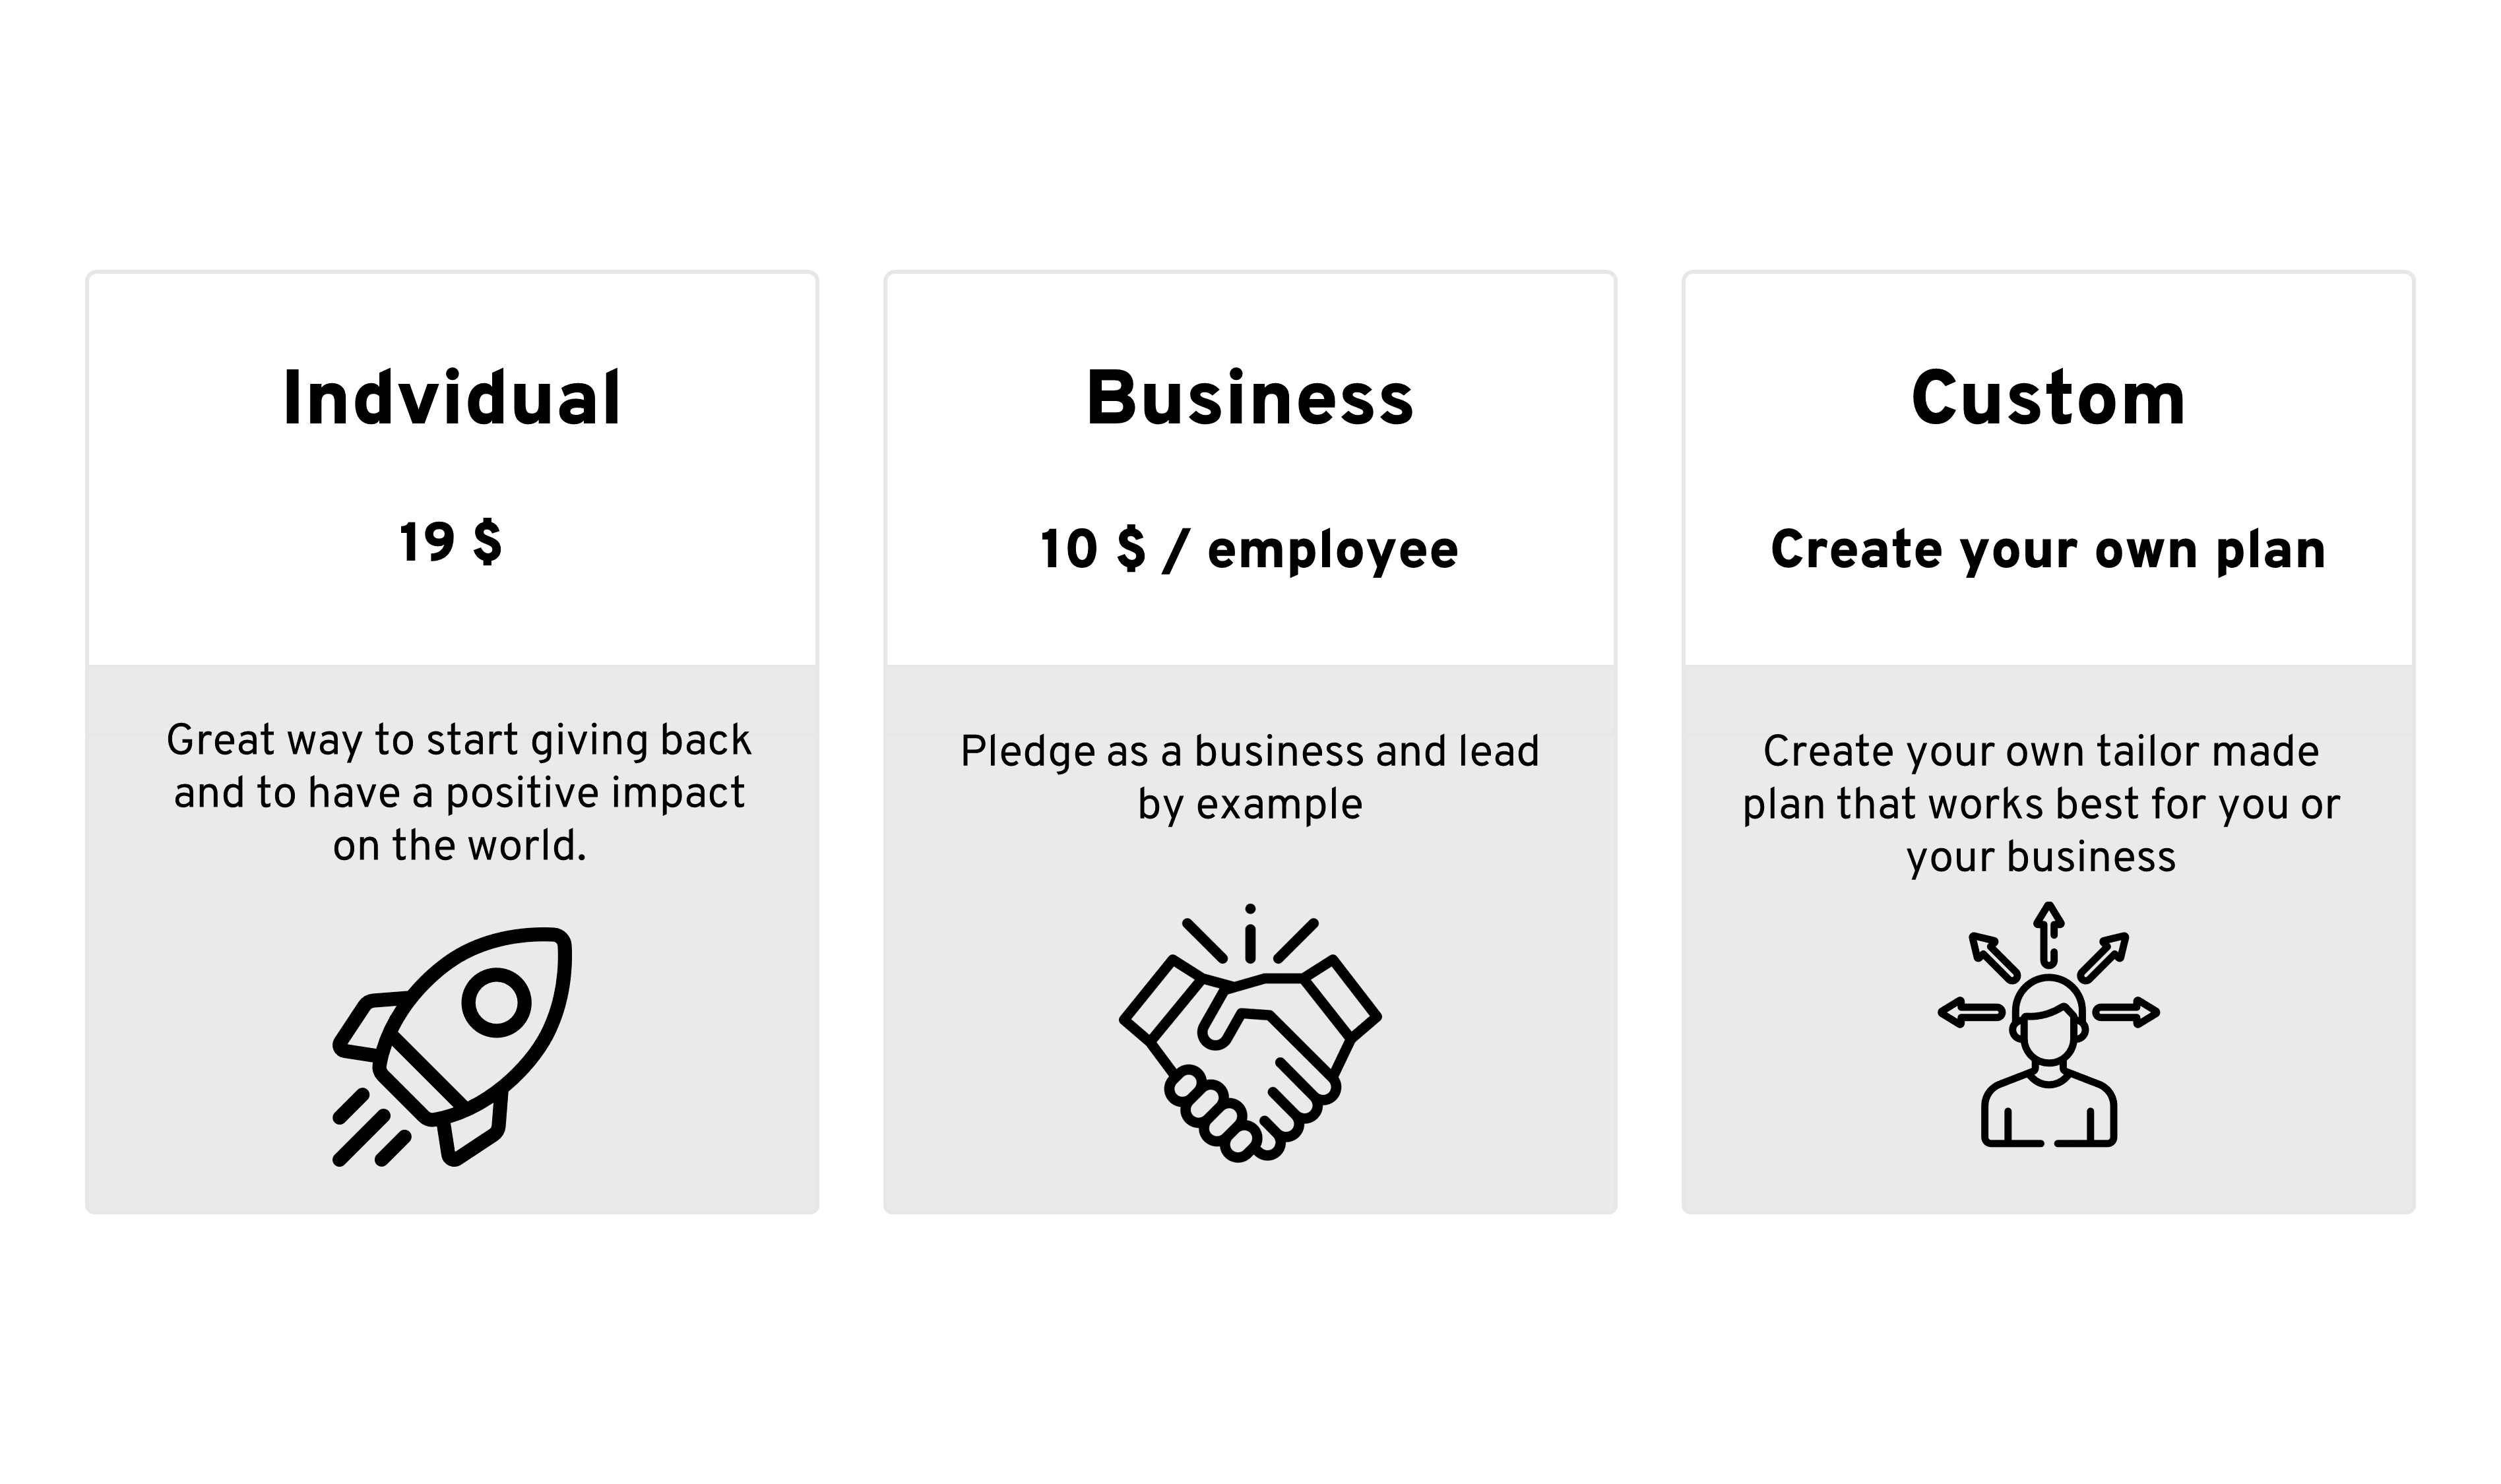 Indvidual
19 $
Great way to start giving back
and to have a positive impact
on the world.
Business
10 $ / employee
Pledge as a business and lead
by example
Custom
Create your own plan
Create your own tailor made
plan that works best for you or
your business